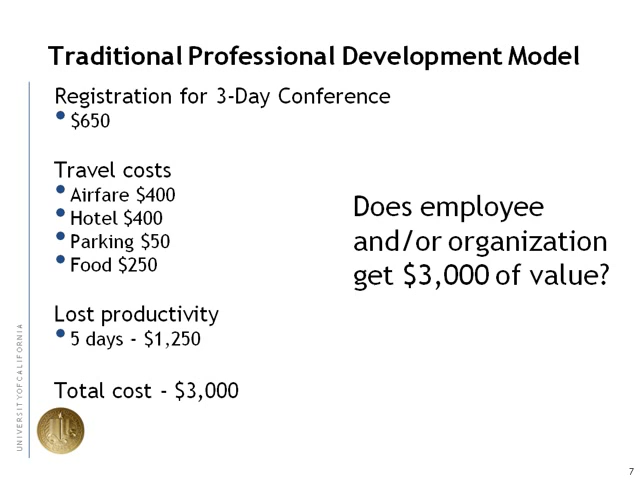 Traditional Professional Development Model
Registration for 3-Day Conference
• $650
Travel costs
• Airfare $400
• Hotel $400
• Parking $50
• Food $250
Does employee
and/or organization
get $3,000 of value?
Lost productivity
• 5 days - $1,250
Total cost - $3,000
UNIVERSITY OF CALIFORNIA
7